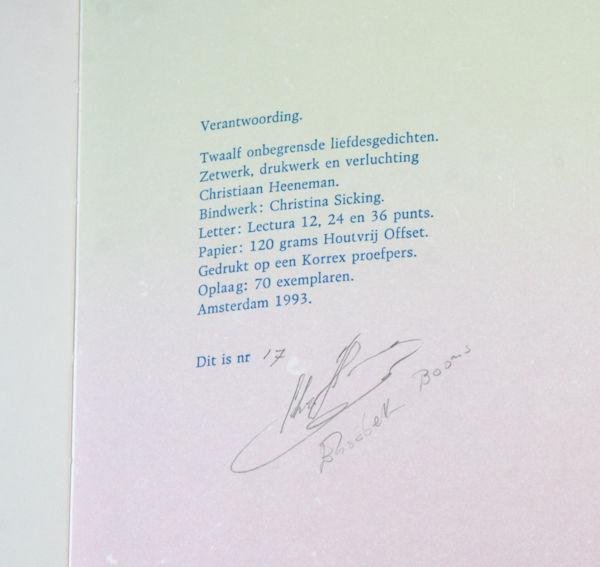 Verantwoording.
Twaalf onbegrensde liefdesgedichten.
Zetwerk, drukwerk en verluchting
Christiaan Heeneman.
Bindwerk: Christina Sicking.
Letter: Lectura 12, 24 en 36 punts.
Papier: 120 grams Houtvrij Offset.
Gedrukt op een Korrex proefpers.
Oplaag: 70 exemplaren.
Amsterdam 1993.
Dit is nr 17